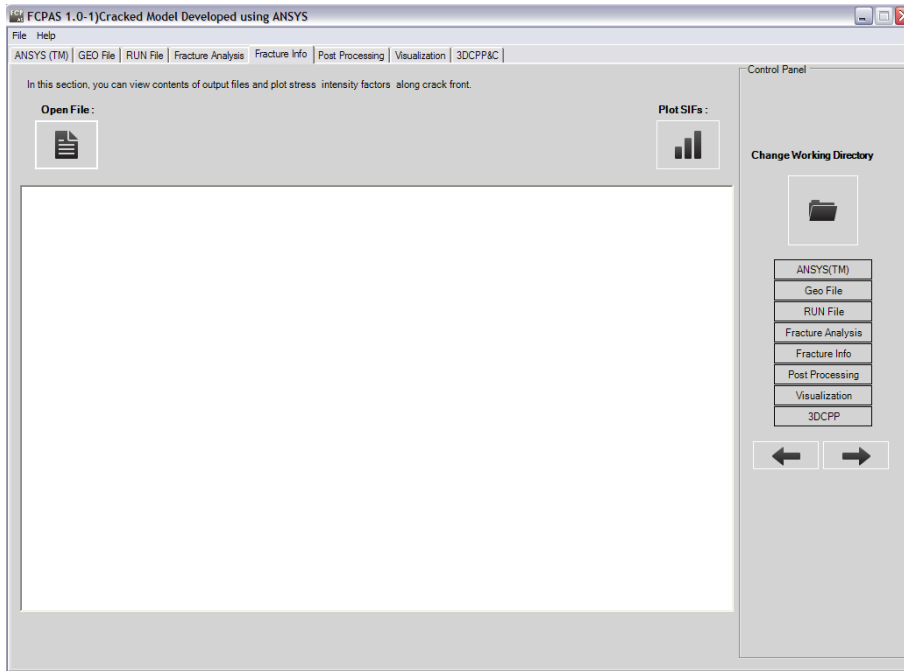 FCPAS 1.0-1)Cracked Model Developed using ANSYS
File Help
ANSYS (TM) GEO File RUN File Fracture Analysis Fracture Info Post Processing Visualization 3DCPP&C
In this section, you can view contents of output files and plot stress intensity factors along crack front.
Open File :
Plot SIFs :
Control Panel
Change Working Directory
ANSYS(TM)
Geo File
RUN File
Fracture Analysis
Fracture Info
Post Processing
Visualization
3DCPP